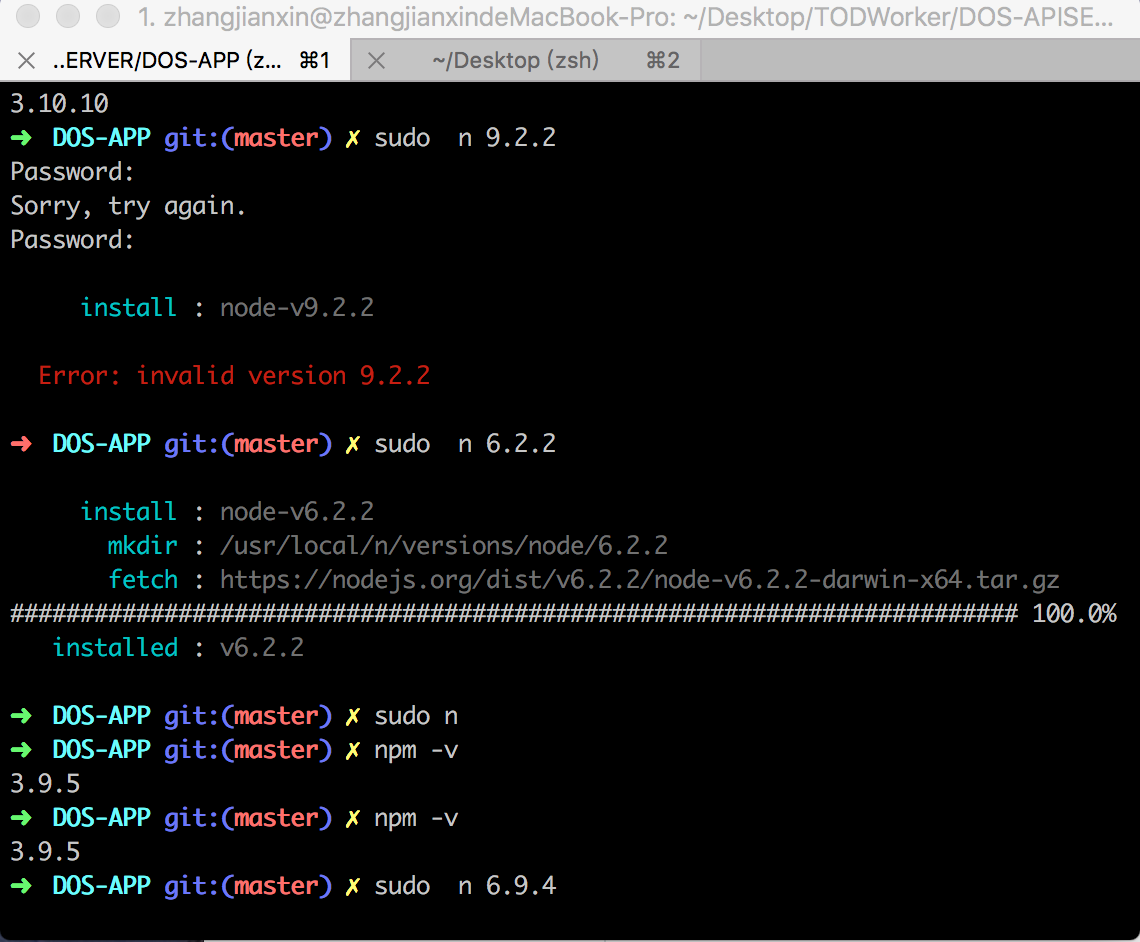 1. zhangjianxin@zhangjianxindeMacBook-Pro: ~/Desktop/TODWorker/DOS-APISE...
..ERVER/DOS-APP (z... ⌘1 ~/Desktop (zsh) ⌘2
3.10.10
➜ DOS-APP git:(master) ✗ sudo  n 9.2.2
Password:
Sorry, try again.
Password:
install : node-v9.2.2
Error: invalid version 9.2.2
➜ DOS-APP git:(master) ✗ sudo  n 6.2.2
install : node-v6.2.2
mkdir : /usr/local/n/versions/node/6.2.2
fetch : https://nodejs.org/dist/v6.2.2/node-v6.2.2-darwin-x64.tar.gz
######################################################################## 100.0%
installed : v6.2.2
➜ DOS-APP git:(master) ✗ sudo n
➜ DOS-APP git:(master) ✗ npm -v
3.9.5
➜ DOS-APP git:(master) ✗ npm -v
3.9.5
➜ DOS-APP git:(master) ✗ sudo  n 6.9.4